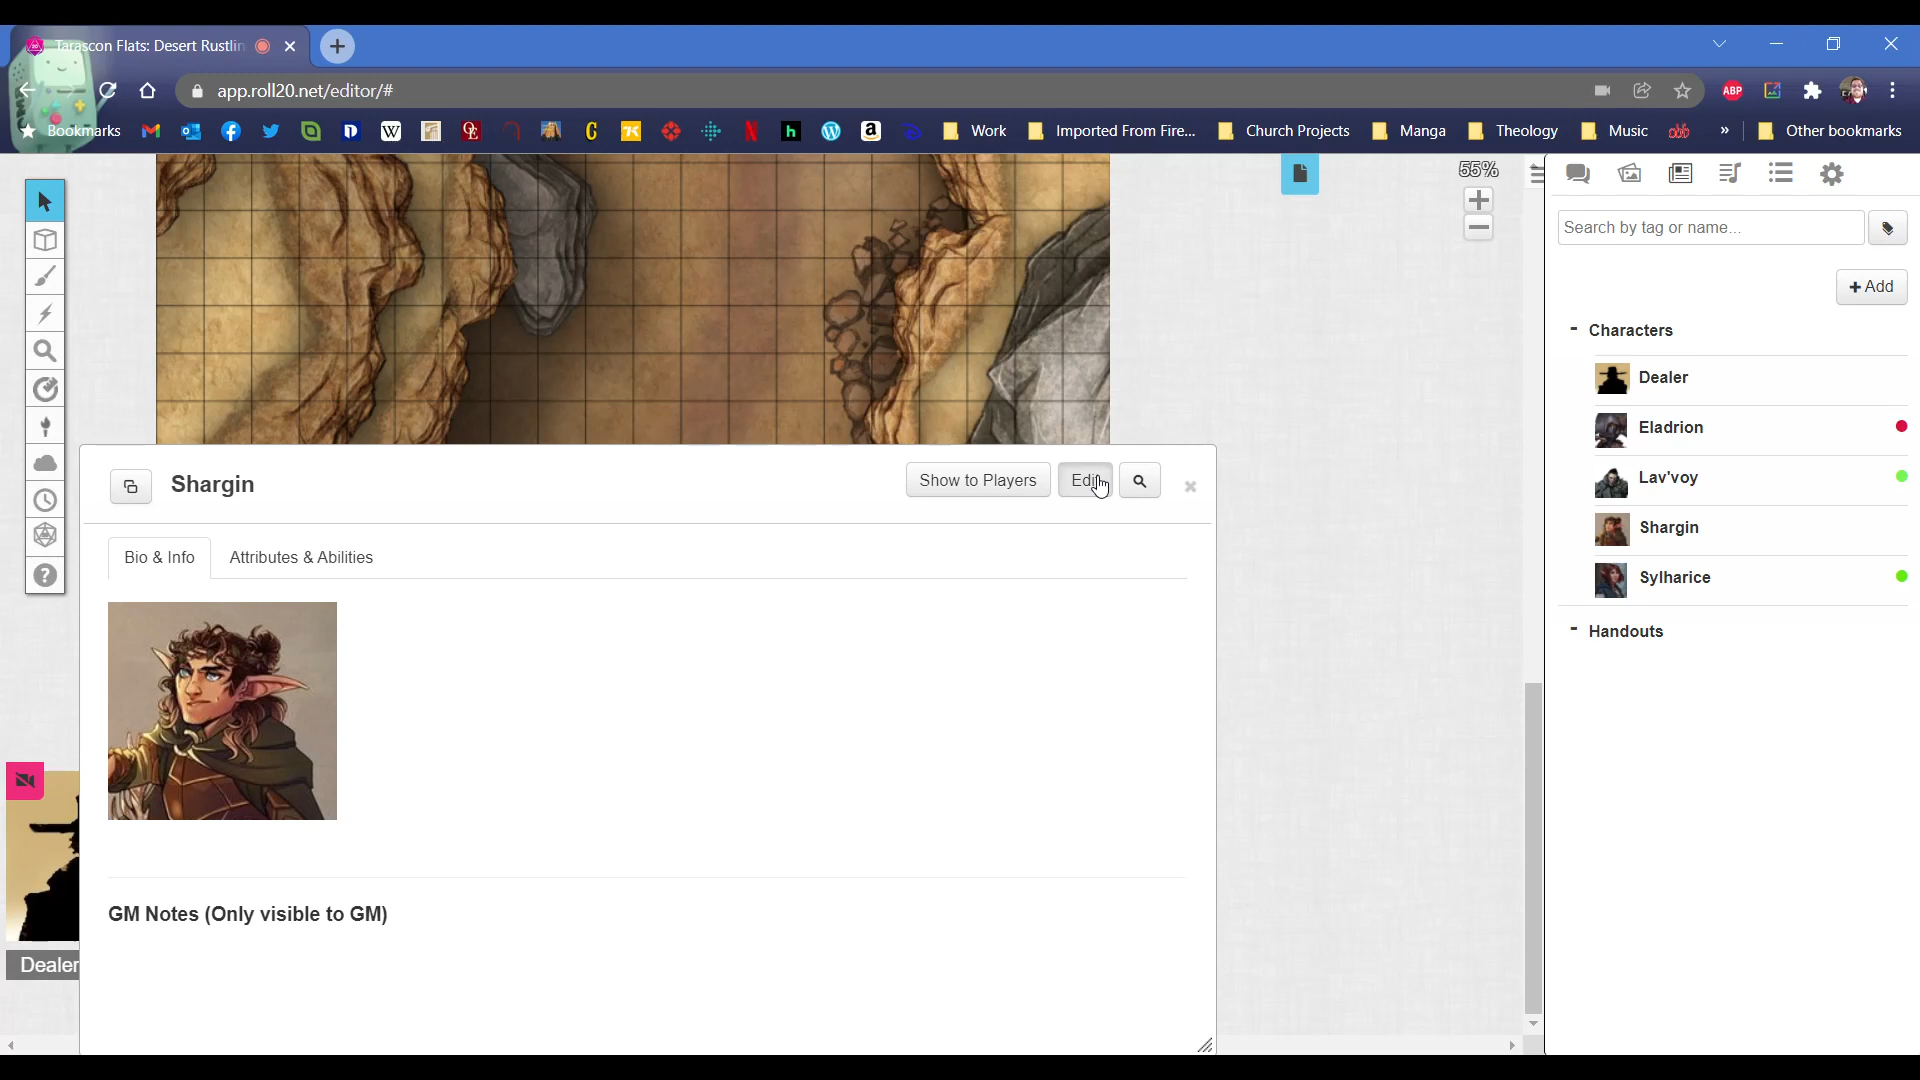 Tarascon Flats: Desert Rustlin
app.roll20.net/editor/#
ABP
Bookmarks
Work
Imported From Fire...
Church Projects
Manga
Theology
Music
Other bookmarks
55%
Search by tag or name...
+ Add
- Characters
Dealer
Eladrion
Lav'voy
Shargin
Sylharice
- Handouts
Shargin
Show to Players
Edit
Bio & Info
Attributes & Abilities
GM Notes (Only visible to GM)
Dealer